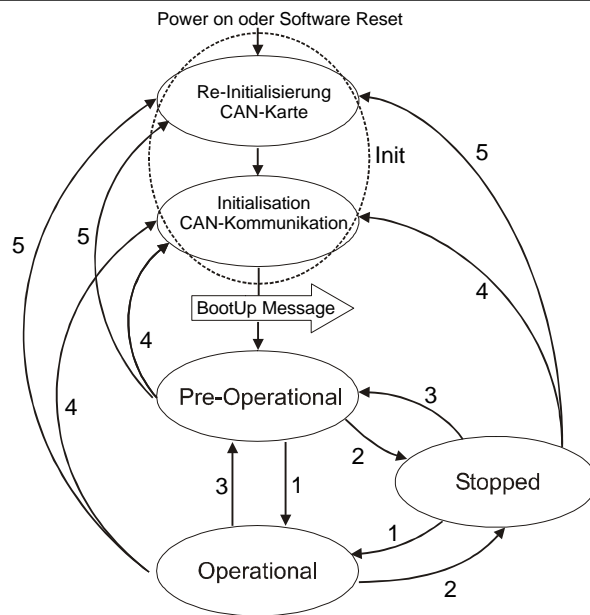 Power on oder Software Reset
Re-Initialisierung
CAN-Karte
Init
5
Initialisation
CAN-Kommunikation
5
5
4
BootUp Message
4
4
Pre-Operational
3
2
3
1
Stopped
1
Operational
2